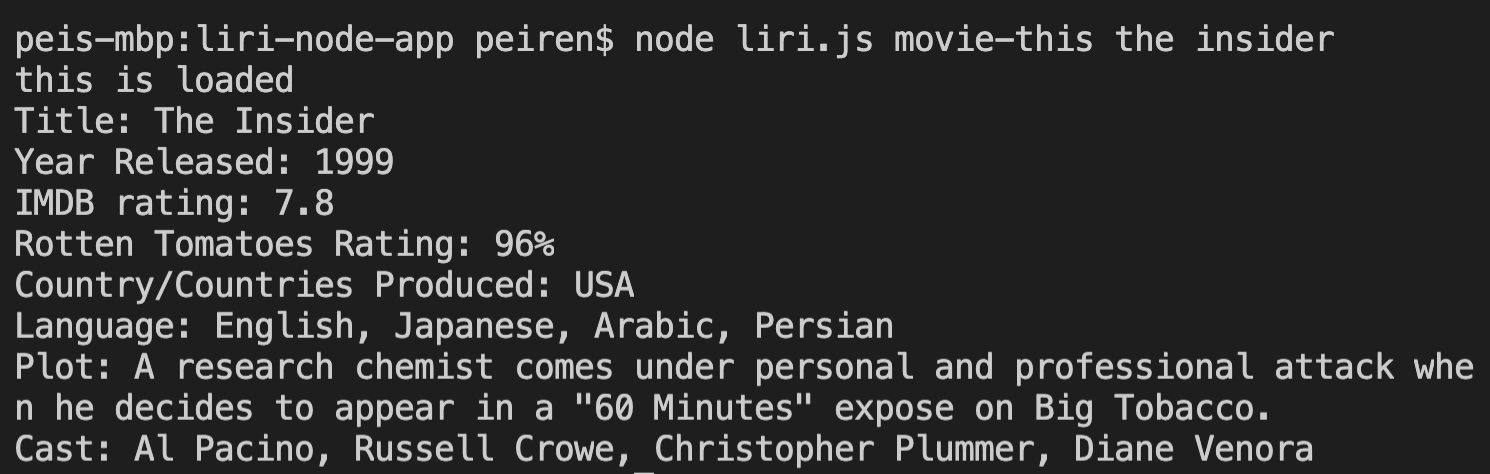 peis-mbp:liri-node-app peiren$ node liri.js movie-this the insider
this is loaded
Title: The Insider
Year Released: 1999
IMDB rating: 7.8
Rotten Tomatoes Rating: 96%
Country/Countries Produced: USA
Language: English, Japanese, Arabic, Persian
Plot: A research chemist comes under personal and professional attack whe
n he decides to appear in a "60 Minutes" expose on Big Tobacco.
Cast: Al Pacino, Russell Crowe, Christopher Plummer, Diane Venora